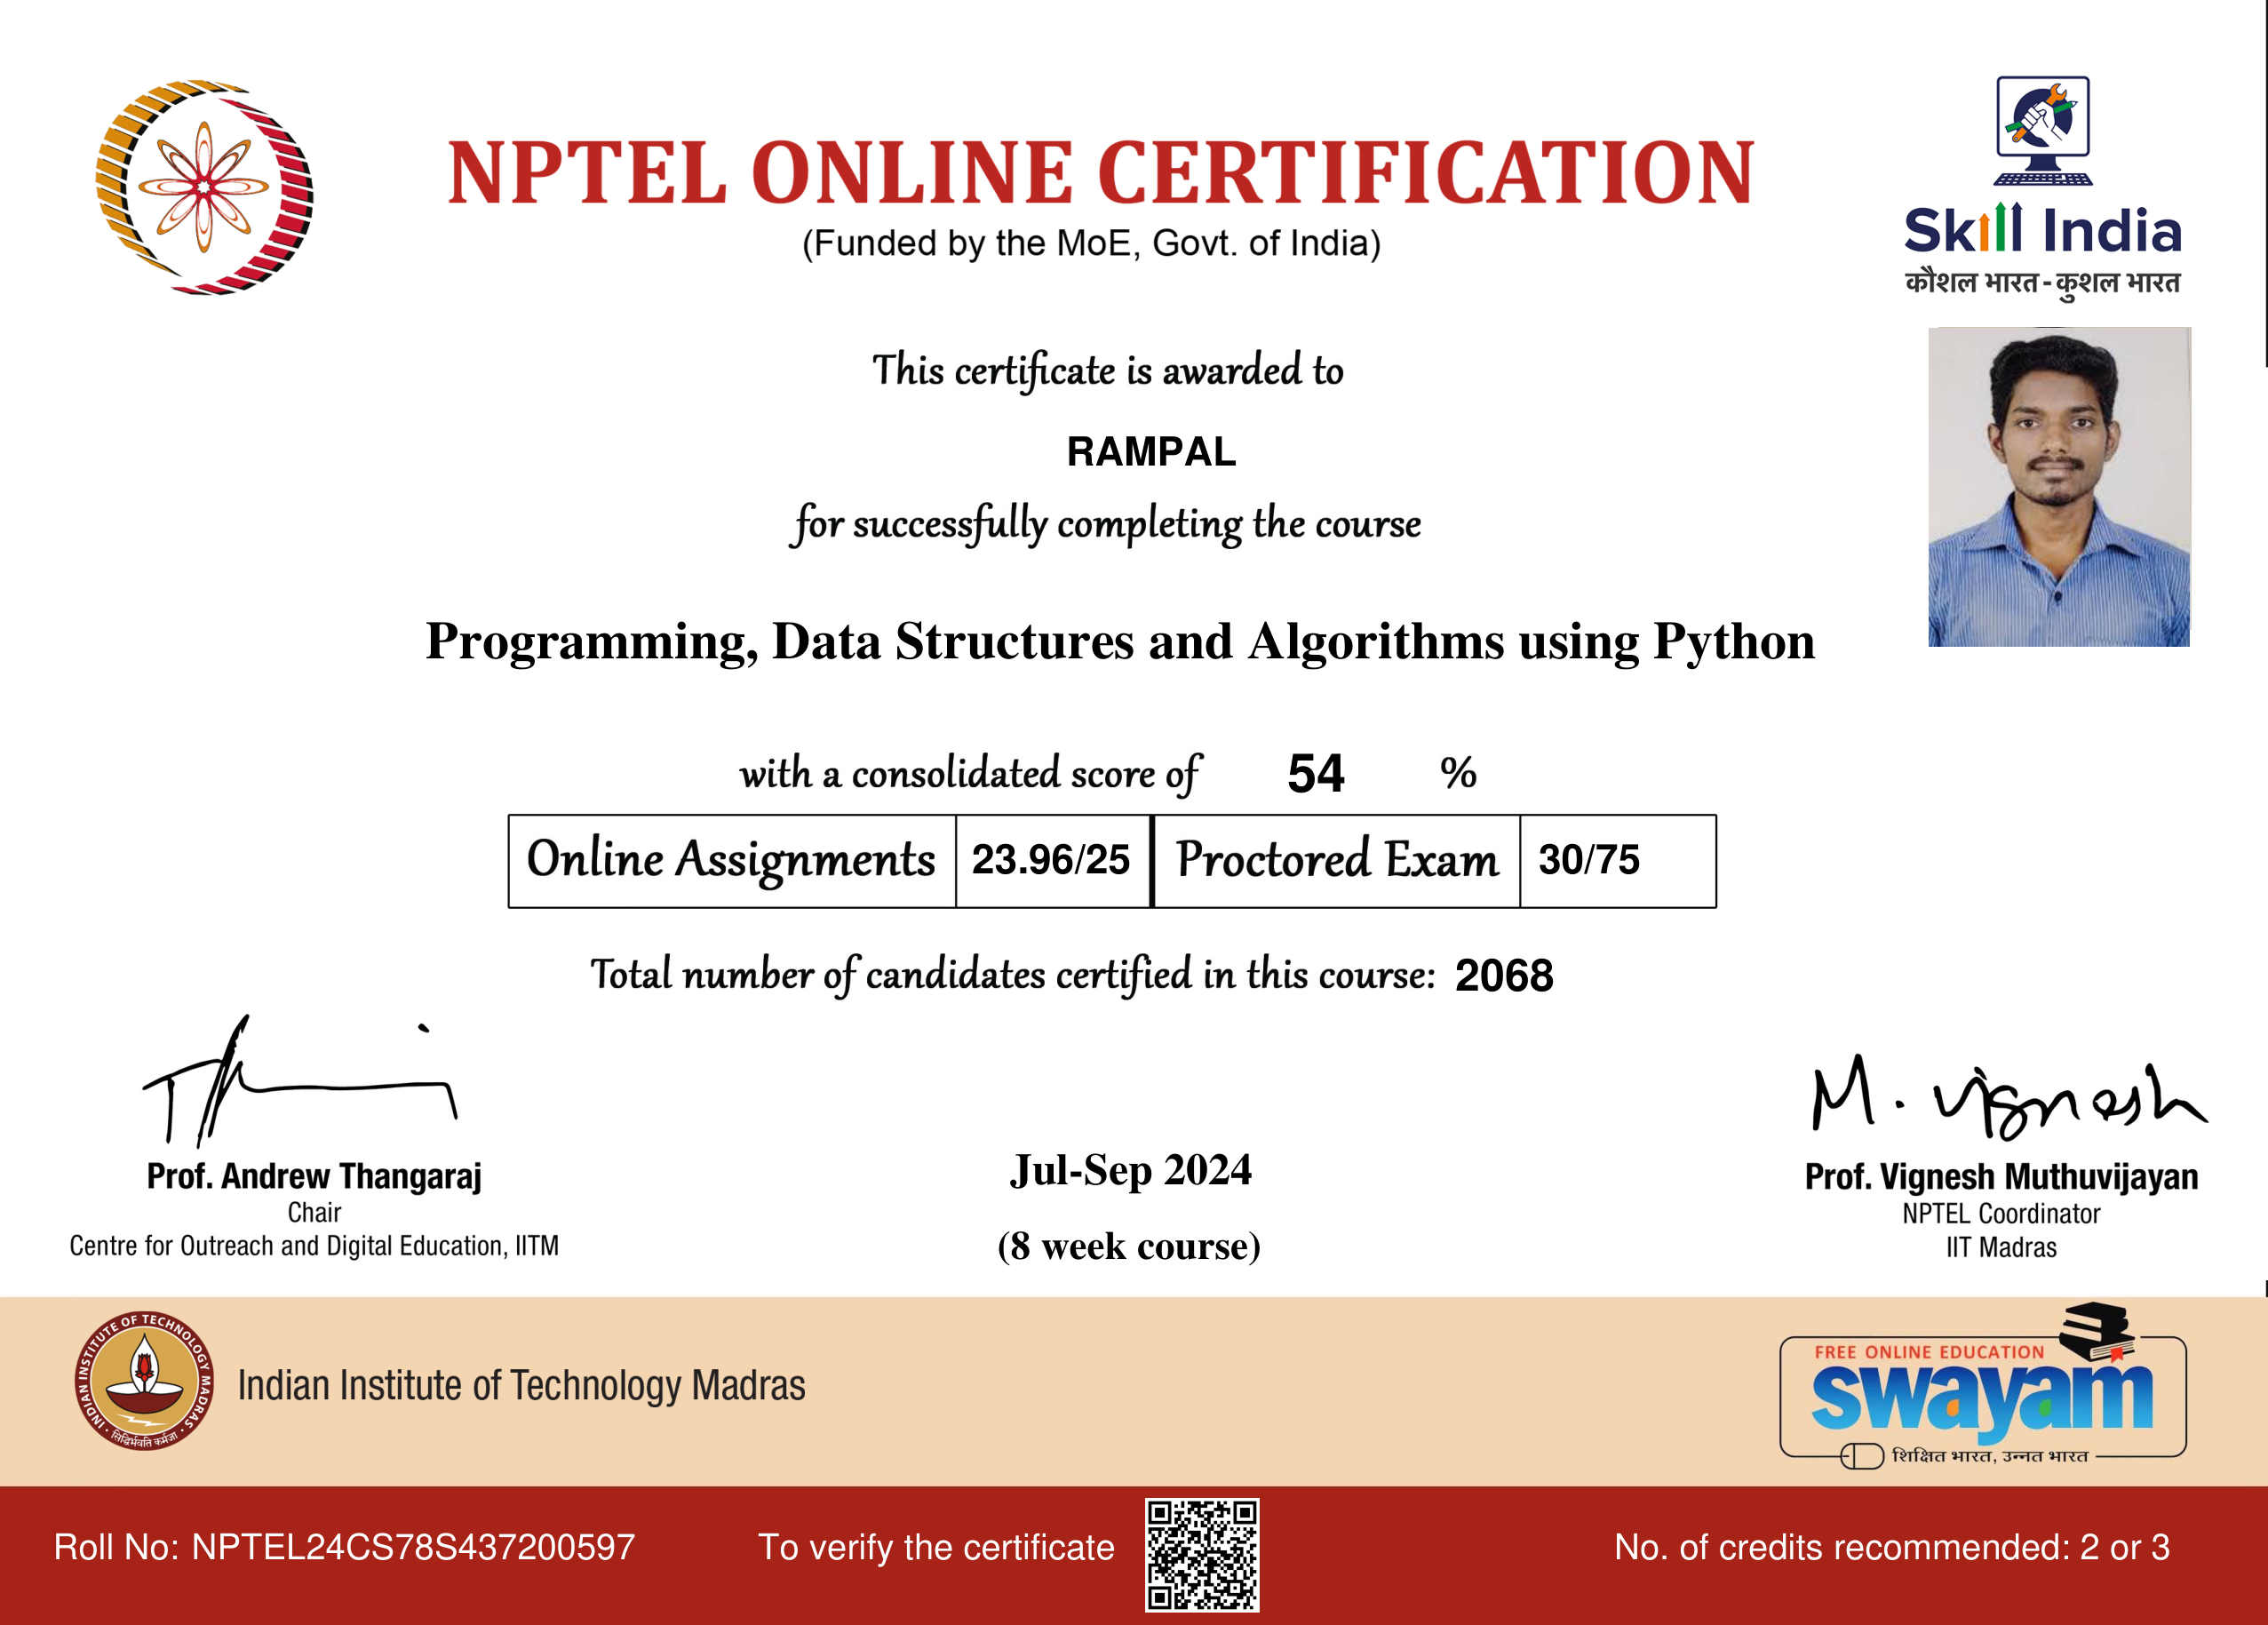 NPTEL ONLINE CERTIFICATION
(Funded by the MoE, Govt. of India)
Skill India
कौशल भारत - कुशल भारत
This certificate is awarded to
RAMPAL
for successfully completing the course
Programming, Data Structures and Algorithms using Python
with a consolidated score of 54 %
Online Assignments 23.96/25 Proctored Exam 30/75
Total number of candidates certified in this course: 2068
M. Vignesh
Prof. Andrew Thangaraj
Chair
Centre for Outreach and Digital Education, IITM
Jul-Sep 2024
(8 week course)
Prof. Vignesh Muthuvijayan
NPTEL Coordinator
IIT Madras
INDIAN INSTITUTE OF TECHNOLOGY MADRAS
सिद्धिर्भवति कर्मजा
Indian Institute of Technology Madras
FREE ONLINE EDUCATION
swayam
शिक्षित भारत, उन्नत भारत
Roll No: NPTEL24CS78S437200597
To verify the certificate
No. of credits recommended: 2 or 3